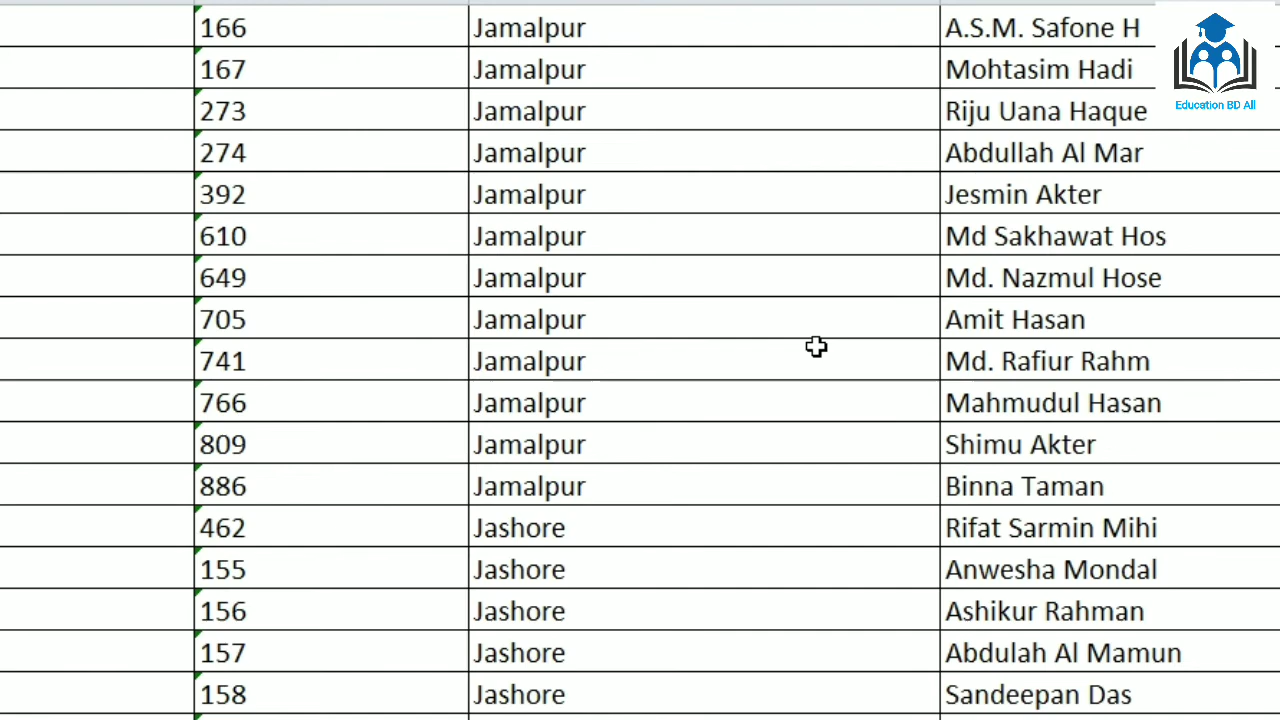 166 Jamalpur A.S.M. Safone H
167 Jamalpur Mohtasim Hadi
273 Jamalpur Riju Uana Haque
274 Jamalpur Abdullah Al Mar
392 Jamalpur Jesmin Akter
610 Jamalpur Md Sakhawat Hos
649 Jamalpur Md. Nazmul Hose
705 Jamalpur Amit Hasan
741 Jamalpur Md. Rafiur Rahm
766 Jamalpur Mahmudul Hasan
809 Jamalpur Shimu Akter
886 Jamalpur Binna Taman
462 Jashore Rifat Sarmin Mihi
155 Jashore Anwesha Mondal
156 Jashore Ashikur Rahman
157 Jashore Abdulah Al Mamun
158 Jashore Sandeepan Das
Education BD All